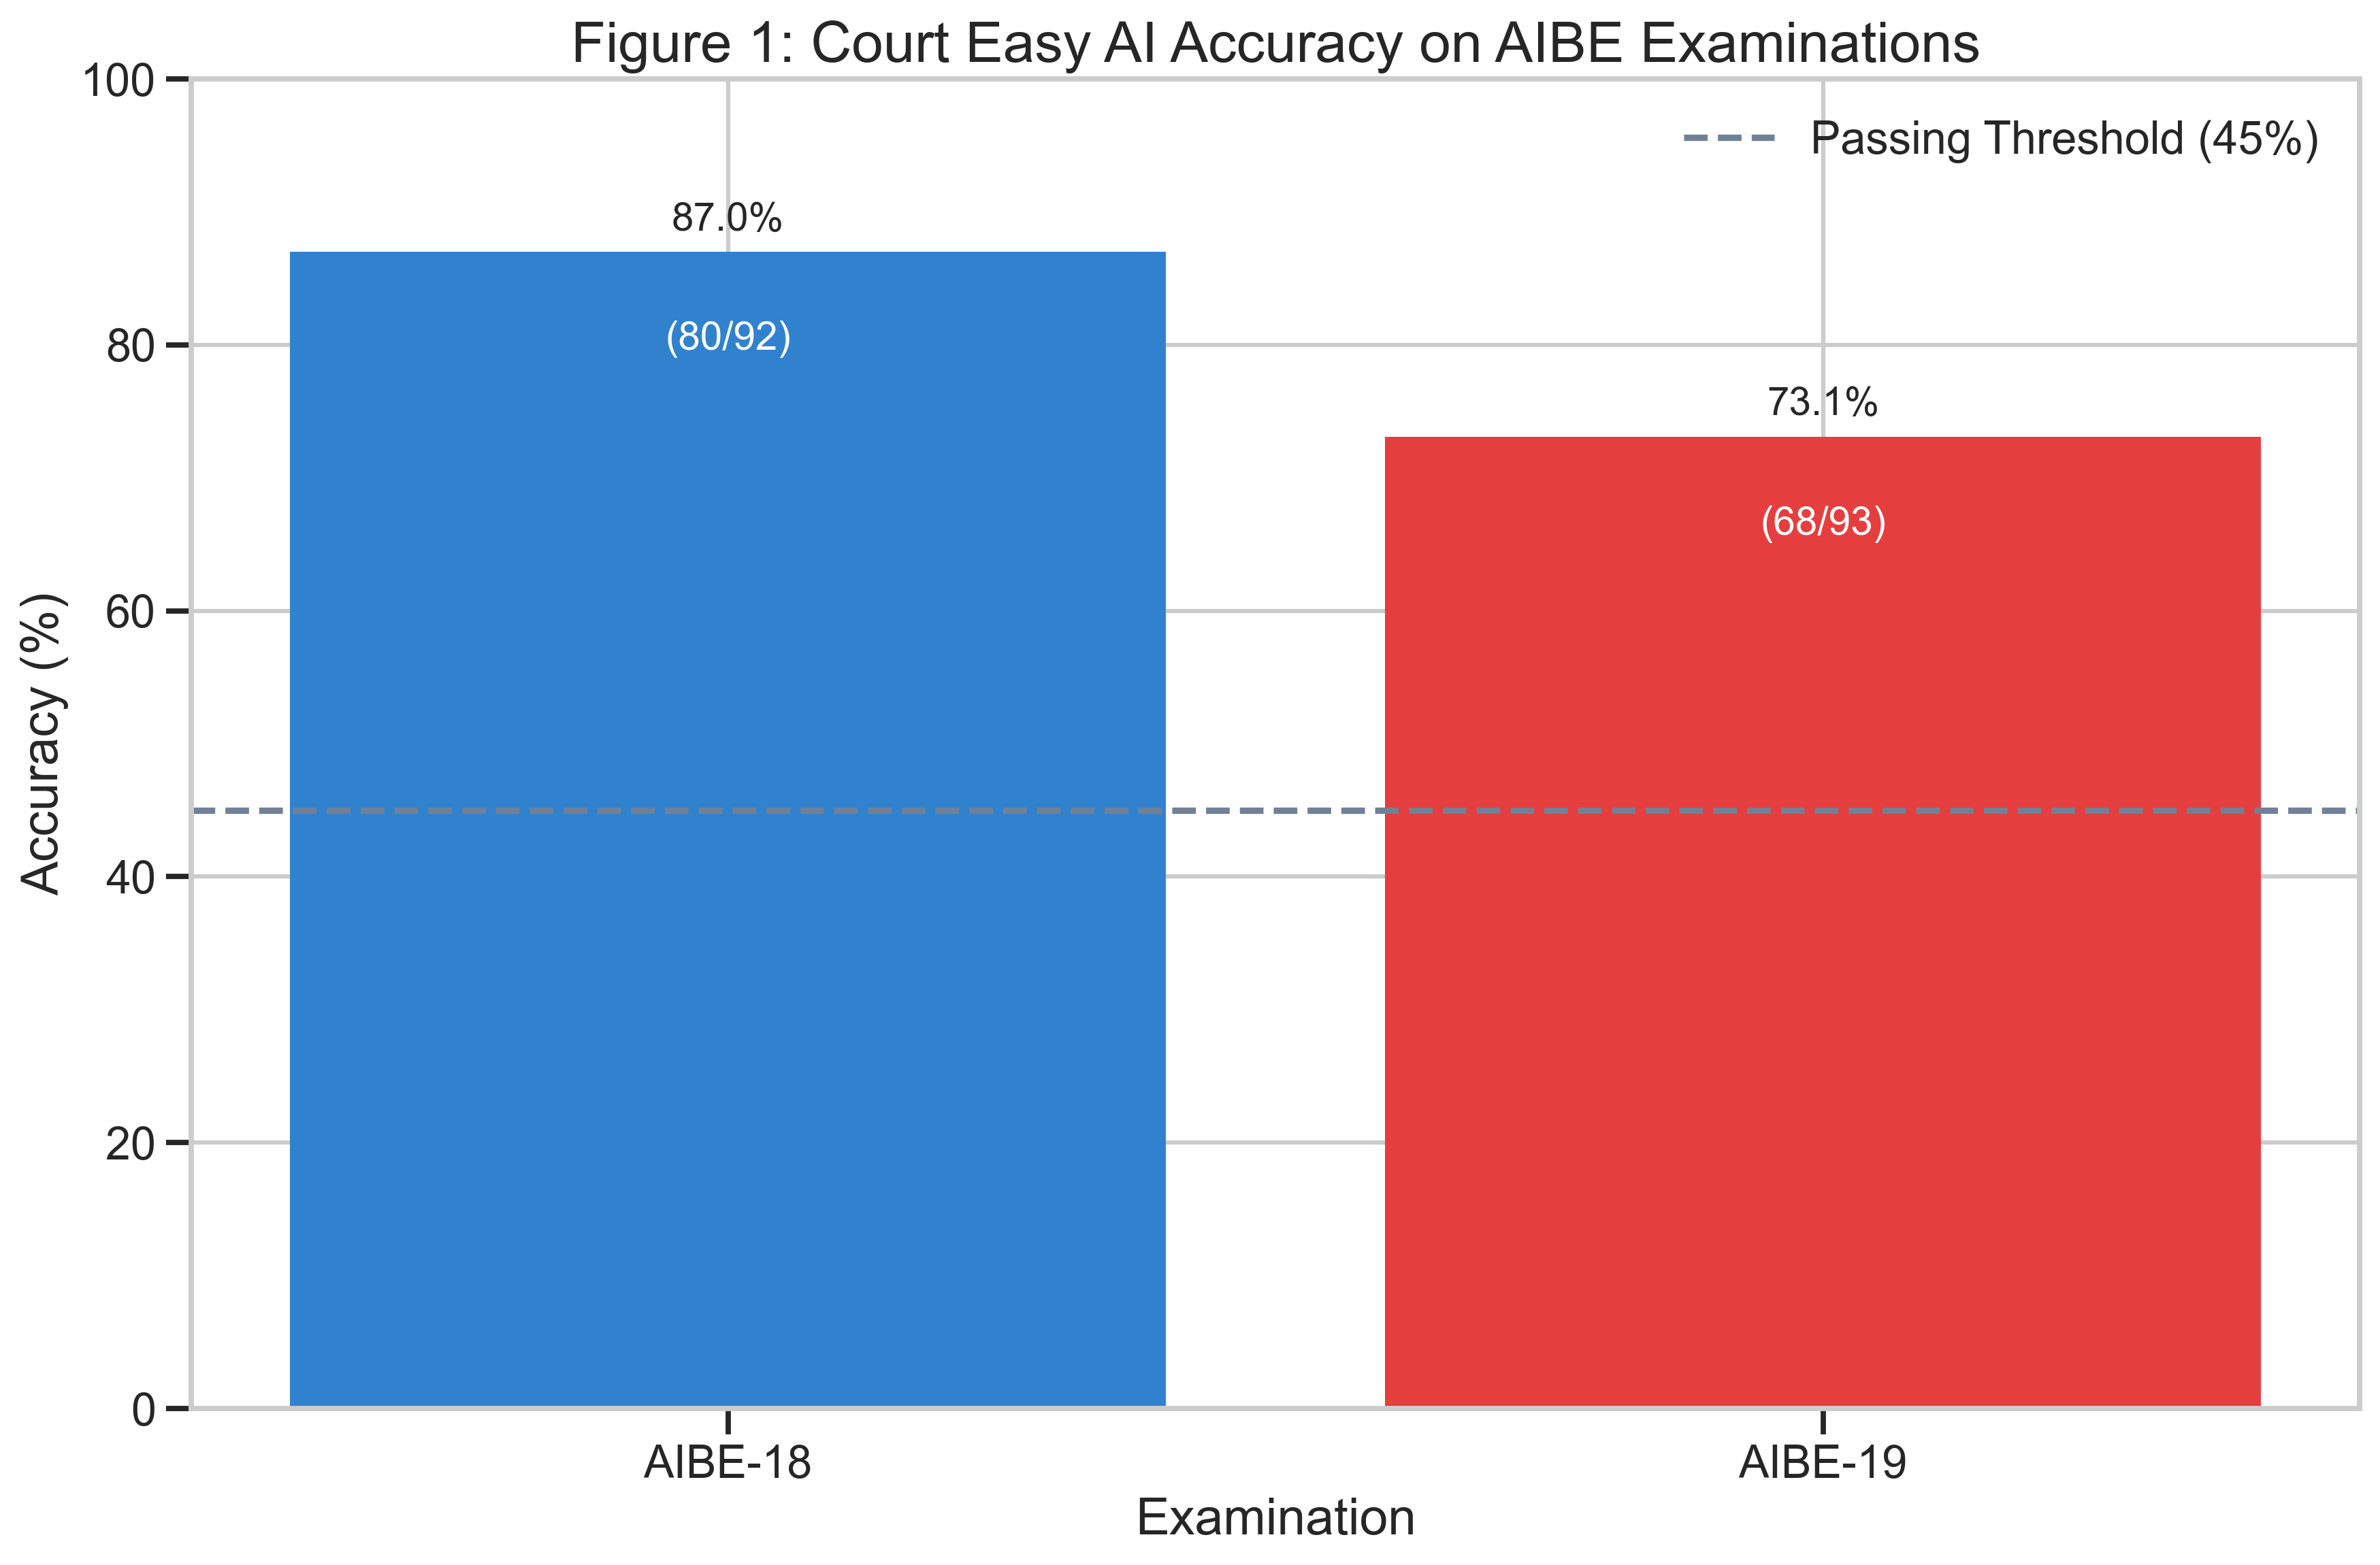 Figure 1: Court Easy AI Accuracy on AIBE Examinations
100
Passing Threshold (45%)
87.0%
(80/92)
80
73.1%
(68/93)
60
Accuracy (%)
40
20
0
AIBE-18
AIBE-19
Examination